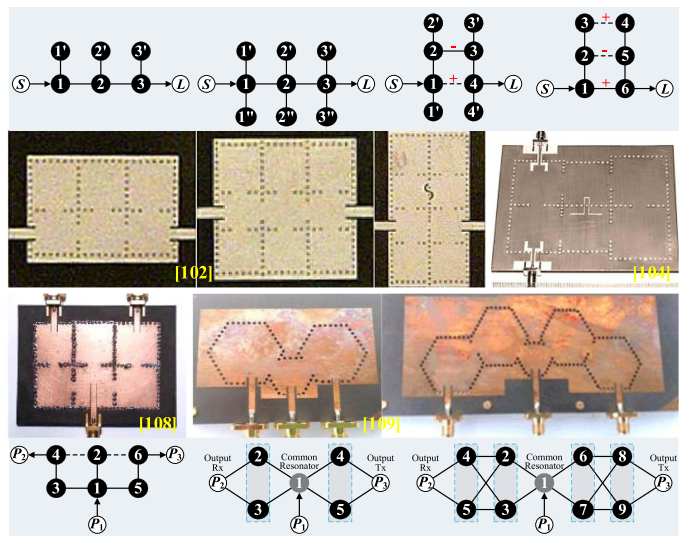 1' 2' 3'
S 1 2 3 L
1' 2' 3'
S 1 2 3 L
1" 2" 3"
2' 3'
2 - 3
S 1 + 4 L
1' 4'
3 + 4
2 - 5
+
S 1 6 L
[102]
[104]
[108]
[109]
P2 4 2 6 P3
3 1 5
P1
Output
Rx
Common
Resonator
Output
Tx
2 4
P2 1 P3
3 5
P1
Output
Rx
Common
Resonator
Output
Tx
4 2 6 8
P2 1 P3
5 3 7 9
P1